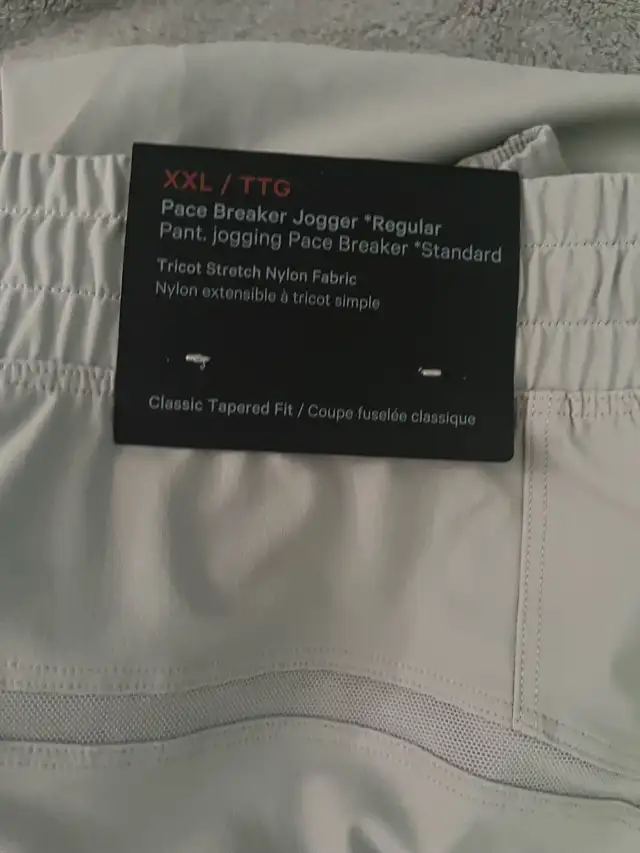 XXL / TTG
Pace Breaker Jogger *Regular
Pant. jogging Pace Breaker *Standard
Tricot Stretch Nylon Fabric
Nylon extensible à tricot simple
Classic Tapered Fit / Coupe fuselée classique